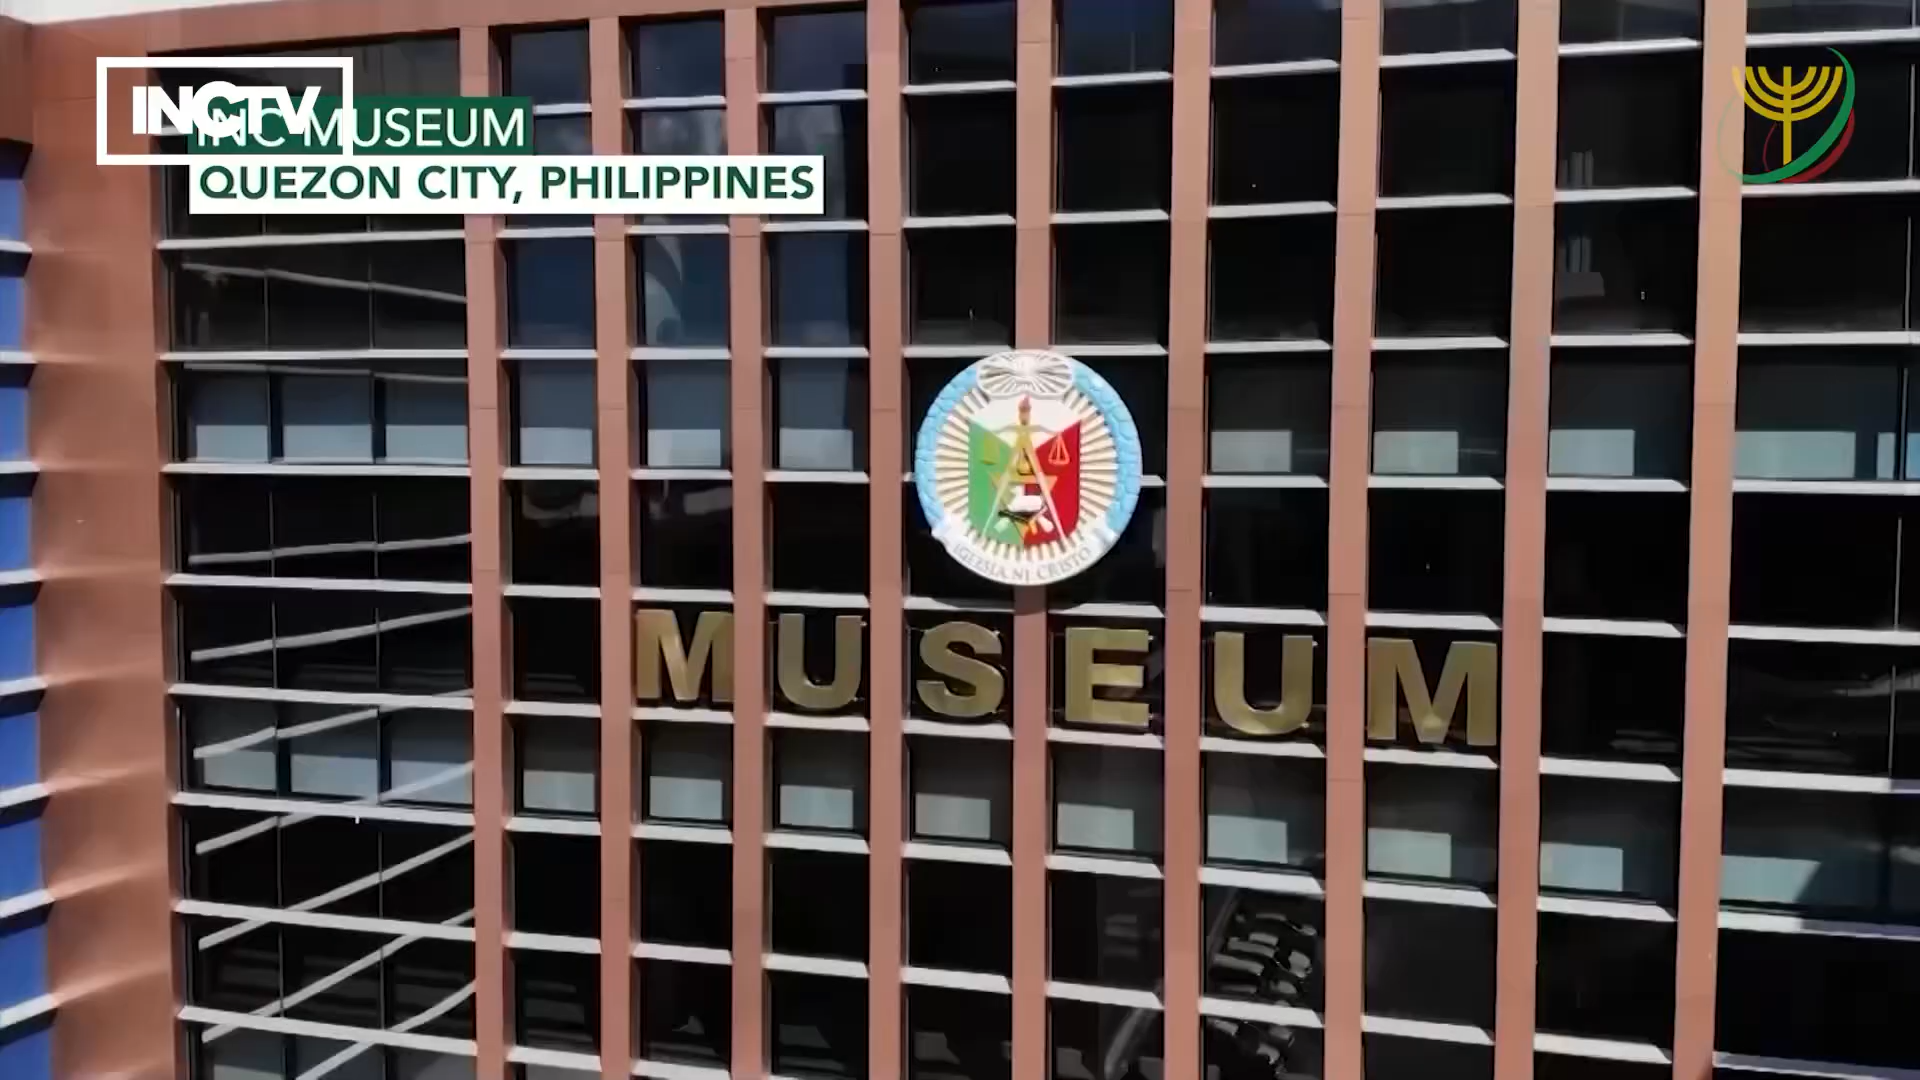 INCTV
INC MUSEUM
QUEZON CITY, PHILIPPINES
IGLESIA NI CRISTO
MUSEUM